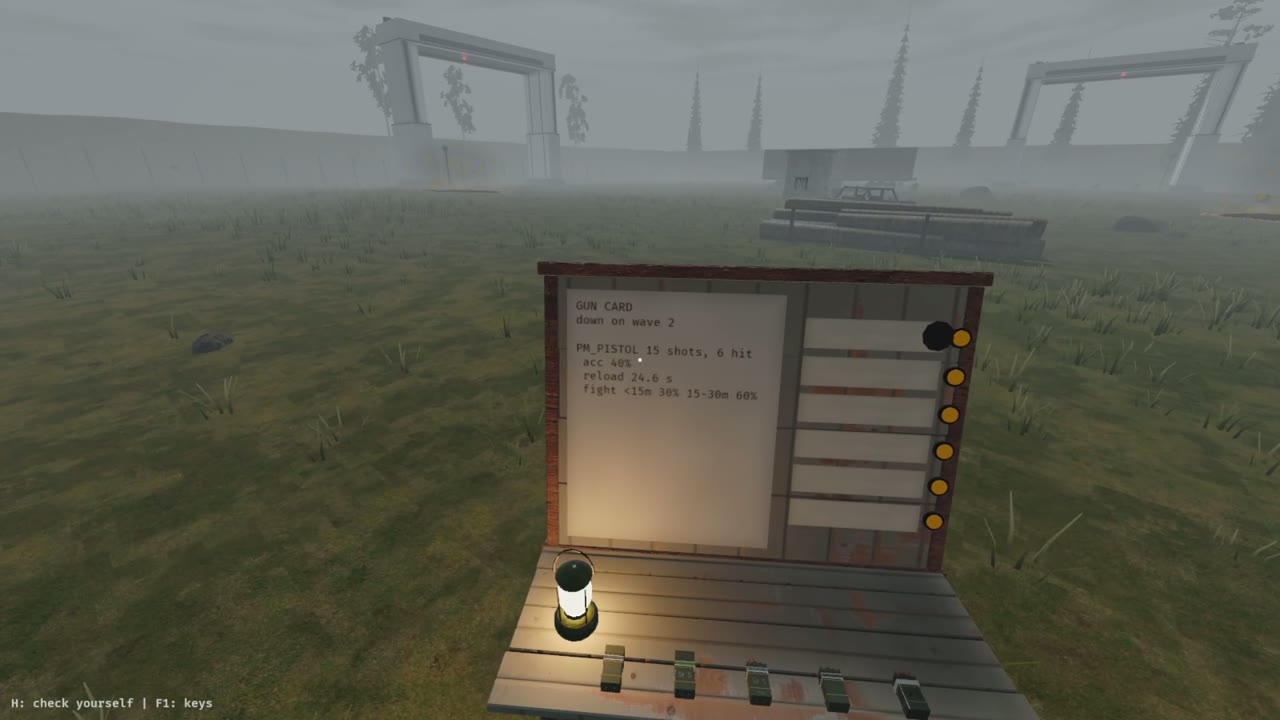 GUN CARD
down on wave 2
PM_PISTOL 15 shots, 6 hit
acc 40%
reload 24.6 s
fight <15m 30% 15-30m 60%
H: check yourself | F1: keys